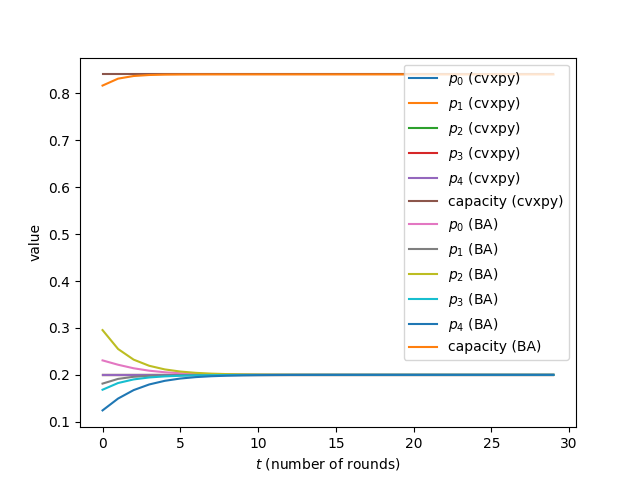 value
0.8
0.7
0.6
0.5
0.4
0.3
0.2
0.1
p₀ (cvxpy)
p₁ (cvxpy)
p₂ (cvxpy)
p₃ (cvxpy)
p₄ (cvxpy)
capacity (cvxpy)
p₀ (BA)
p₁ (BA)
p₂ (BA)
p₃ (BA)
p₄ (BA)
capacity (BA)
0 5 10 15 20 25 30
t (number of rounds)